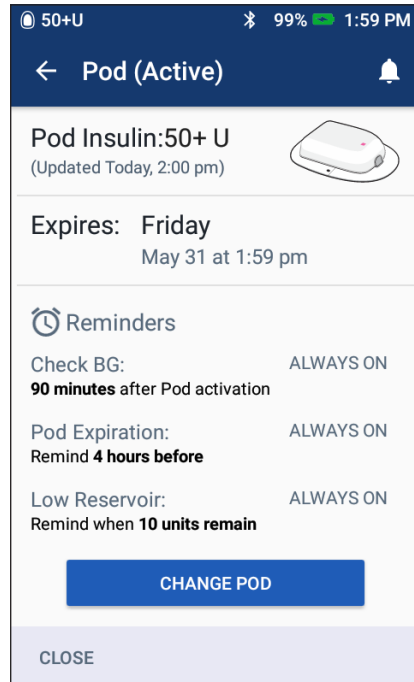 50+U 99% 1:59 PM
Pod (Active)
Pod Insulin:50+ U
(Updated Today, 2:00 pm)
Expires: Friday
May 31 at 1:59 pm
Reminders
Check BG: ALWAYS ON
90 minutes after Pod activation
Pod Expiration: ALWAYS ON
Remind 4 hours before
Low Reservoir: ALWAYS ON
Remind when 10 units remain
CHANGE POD
CLOSE